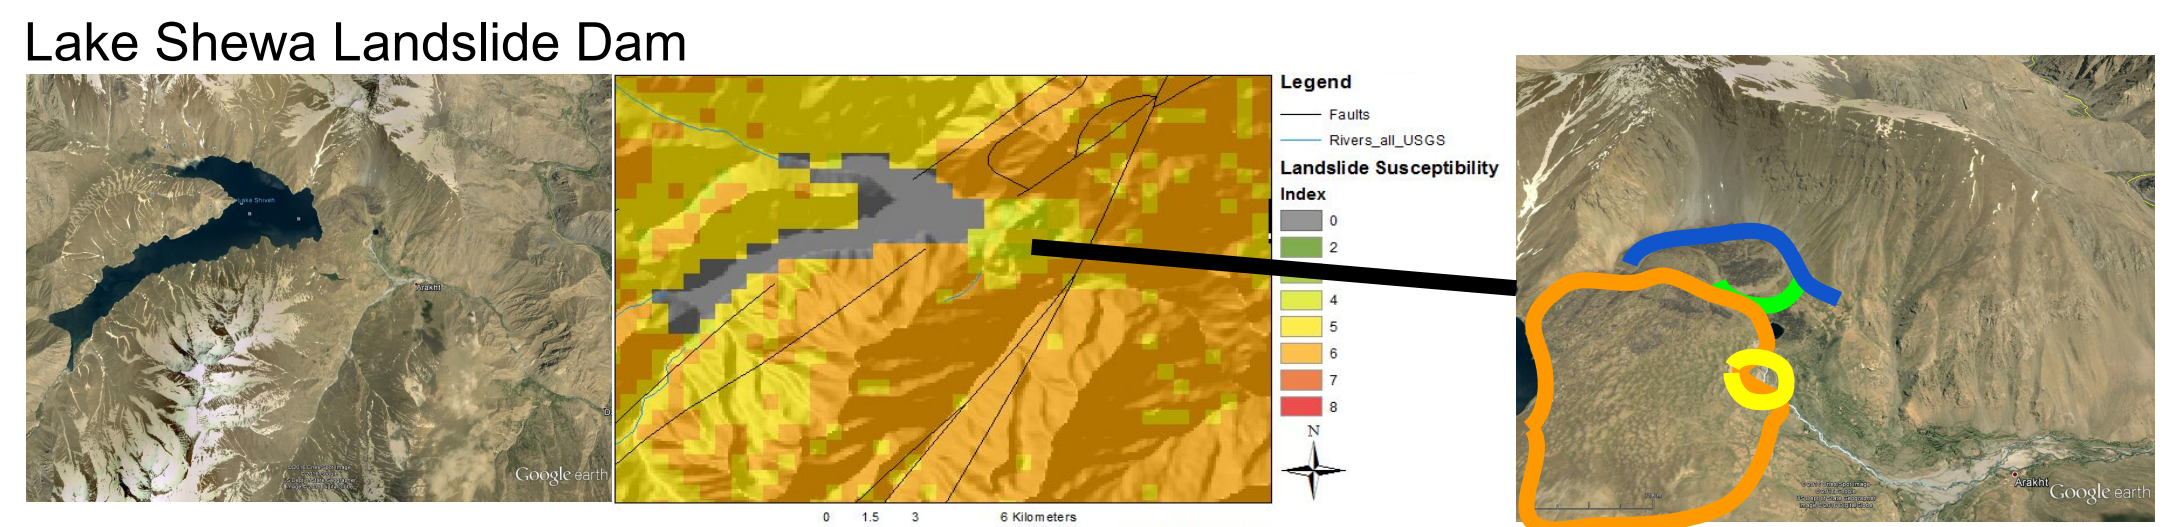 Lake Shewa Landslide Dam
Lake Shiveh
Arakht
Google earth
Legend
Faults
Rivers_all_USGS
Landslide Susceptibility
Index
0
2
4
5
6
7
8
N
0 1.5 3 6 Kilometers
Arakht
Google earth